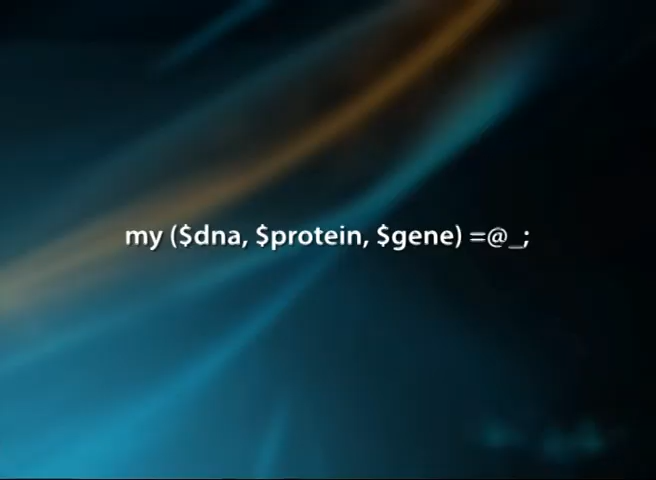 my ($dna, $protein, $gene) =@_;